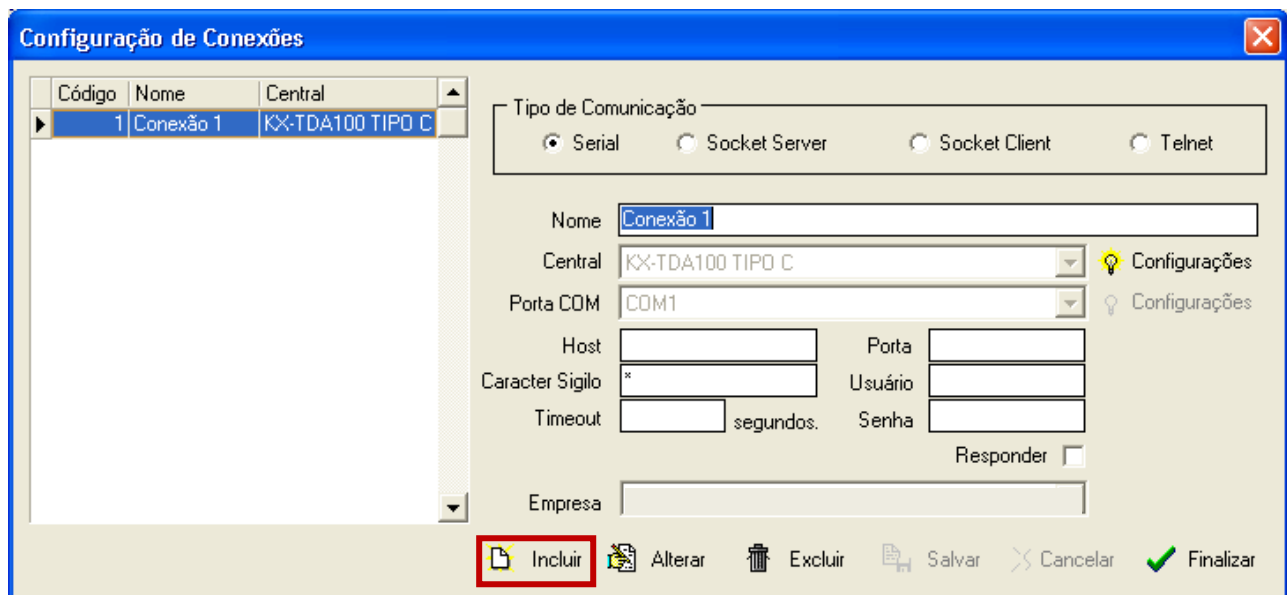 Configuração de Conexões
Código Nome Central
1 Conexão 1 KX-TDA100 TIPO C
Tipo de Comunicação
Serial Socket Server Socket Client Telnet
Nome Conexão 1
Central KX-TDA100 TIPO C Configurações
Porta COM COM1 Configurações
Host Porta
Caracter Sigilo * Usuário
Timeout segundos. Senha
Responder
Empresa
Incluir Alterar Excluir Salvar Cancelar Finalizar